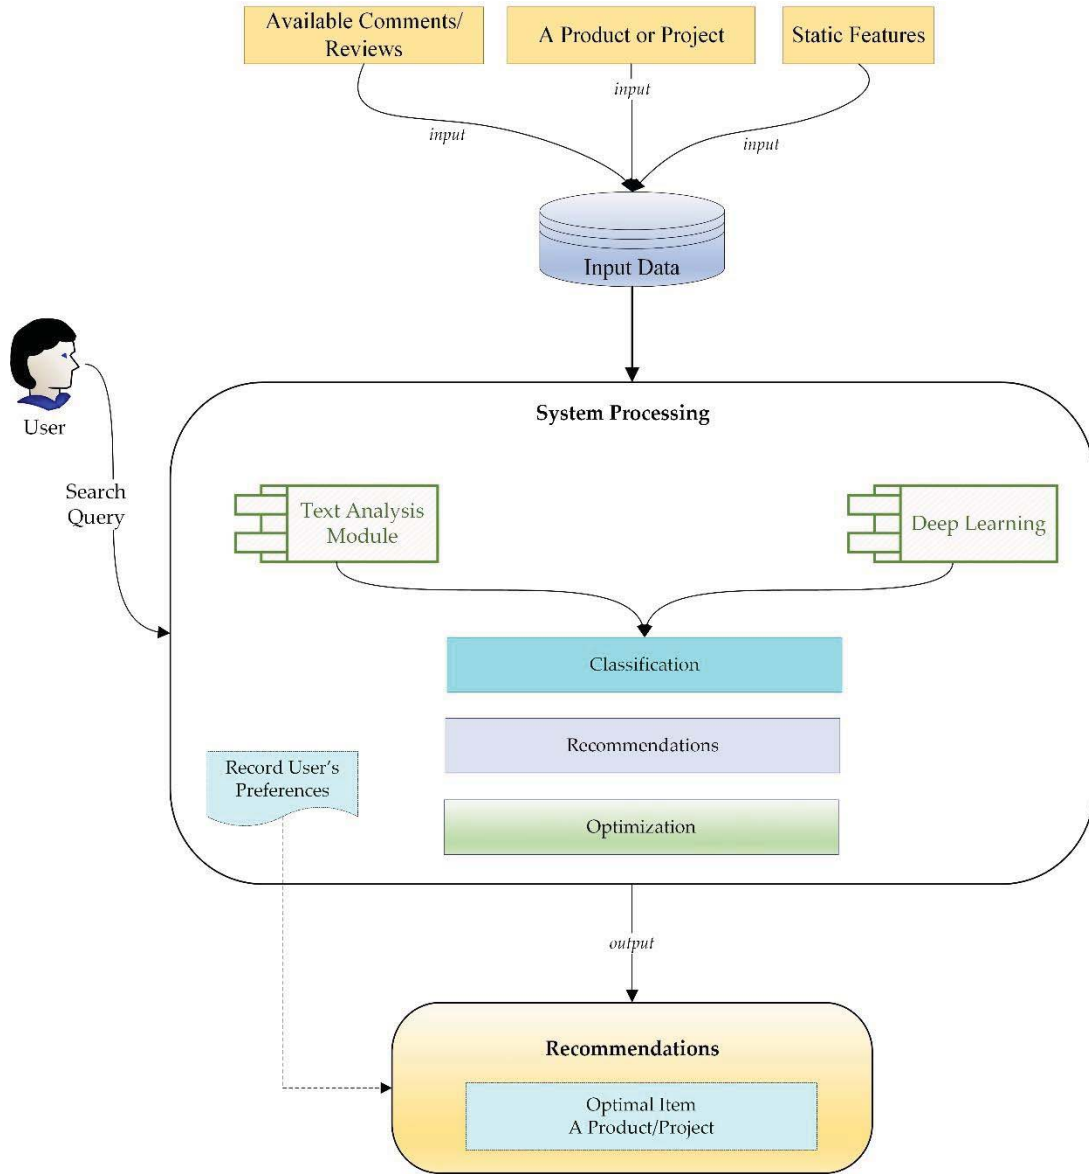 Available Comments/
Reviews
A Product or Project
Static Features
input
input
input
Input Data
User
Search
Query
System Processing
Text Analysis
Module
Deep Learning
Classification
Recommendations
Record User's
Preferences
Optimization
output
Recommendations
Optimal Item
A Product/Project